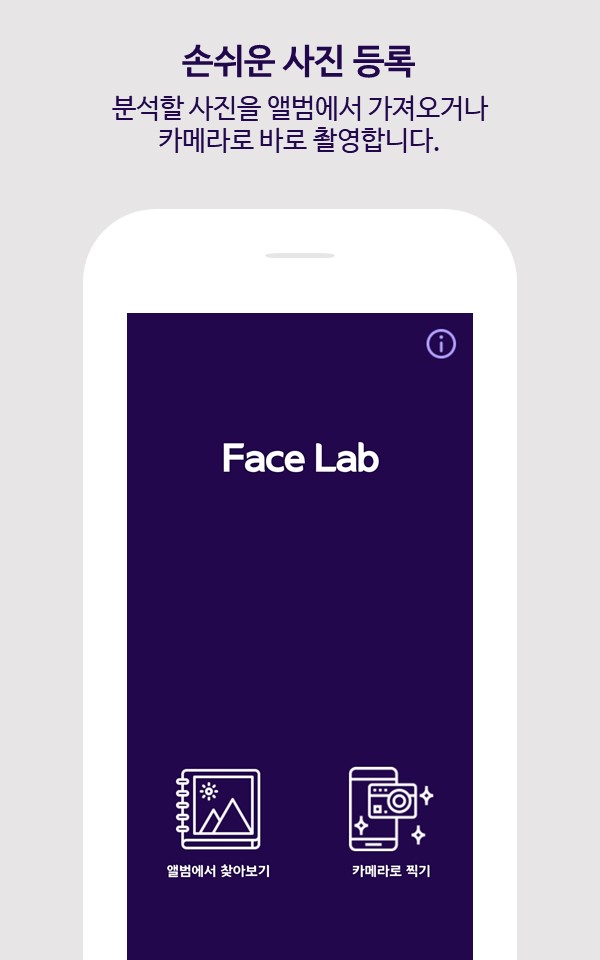 손쉬운 사진 등록
분석할 사진을 앨범에서 가져오거나
카메라로 바로 촬영합니다.
Face Lab
앨범에서 찾아보기
카메라로 찍기